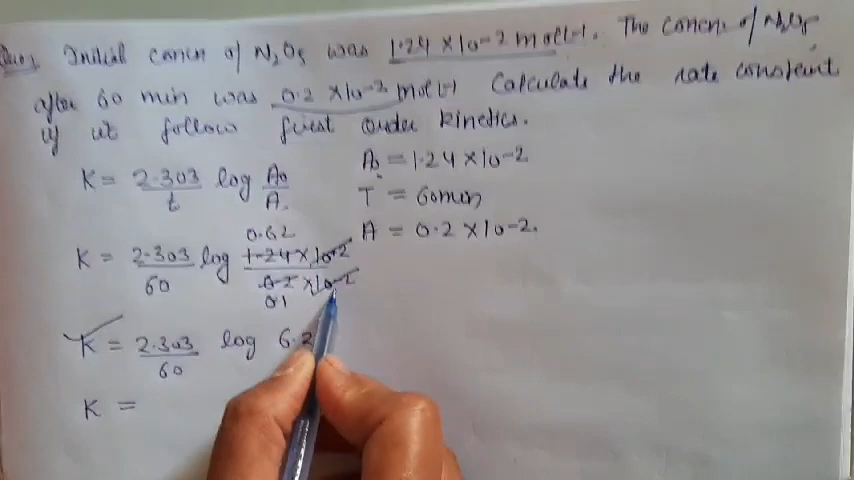 Ques Initial concn of N2O5 was 1.24 × 10-2 mol L-1. The concn. of N2O5
after 60 min was 0.2 × 10-2 mol L-1 Calculate the rate constant
if it follow first order kinetics.
K = 2.303/t log A0/A.
A0 = 1.24 × 10-2
T = 60min
A = 0.2 × 10-2.
0.62
K = 2.303/60 log 1.24 × 10-2/0.2 × 10-2
01
K = 2.303/60 log 6.2
K =